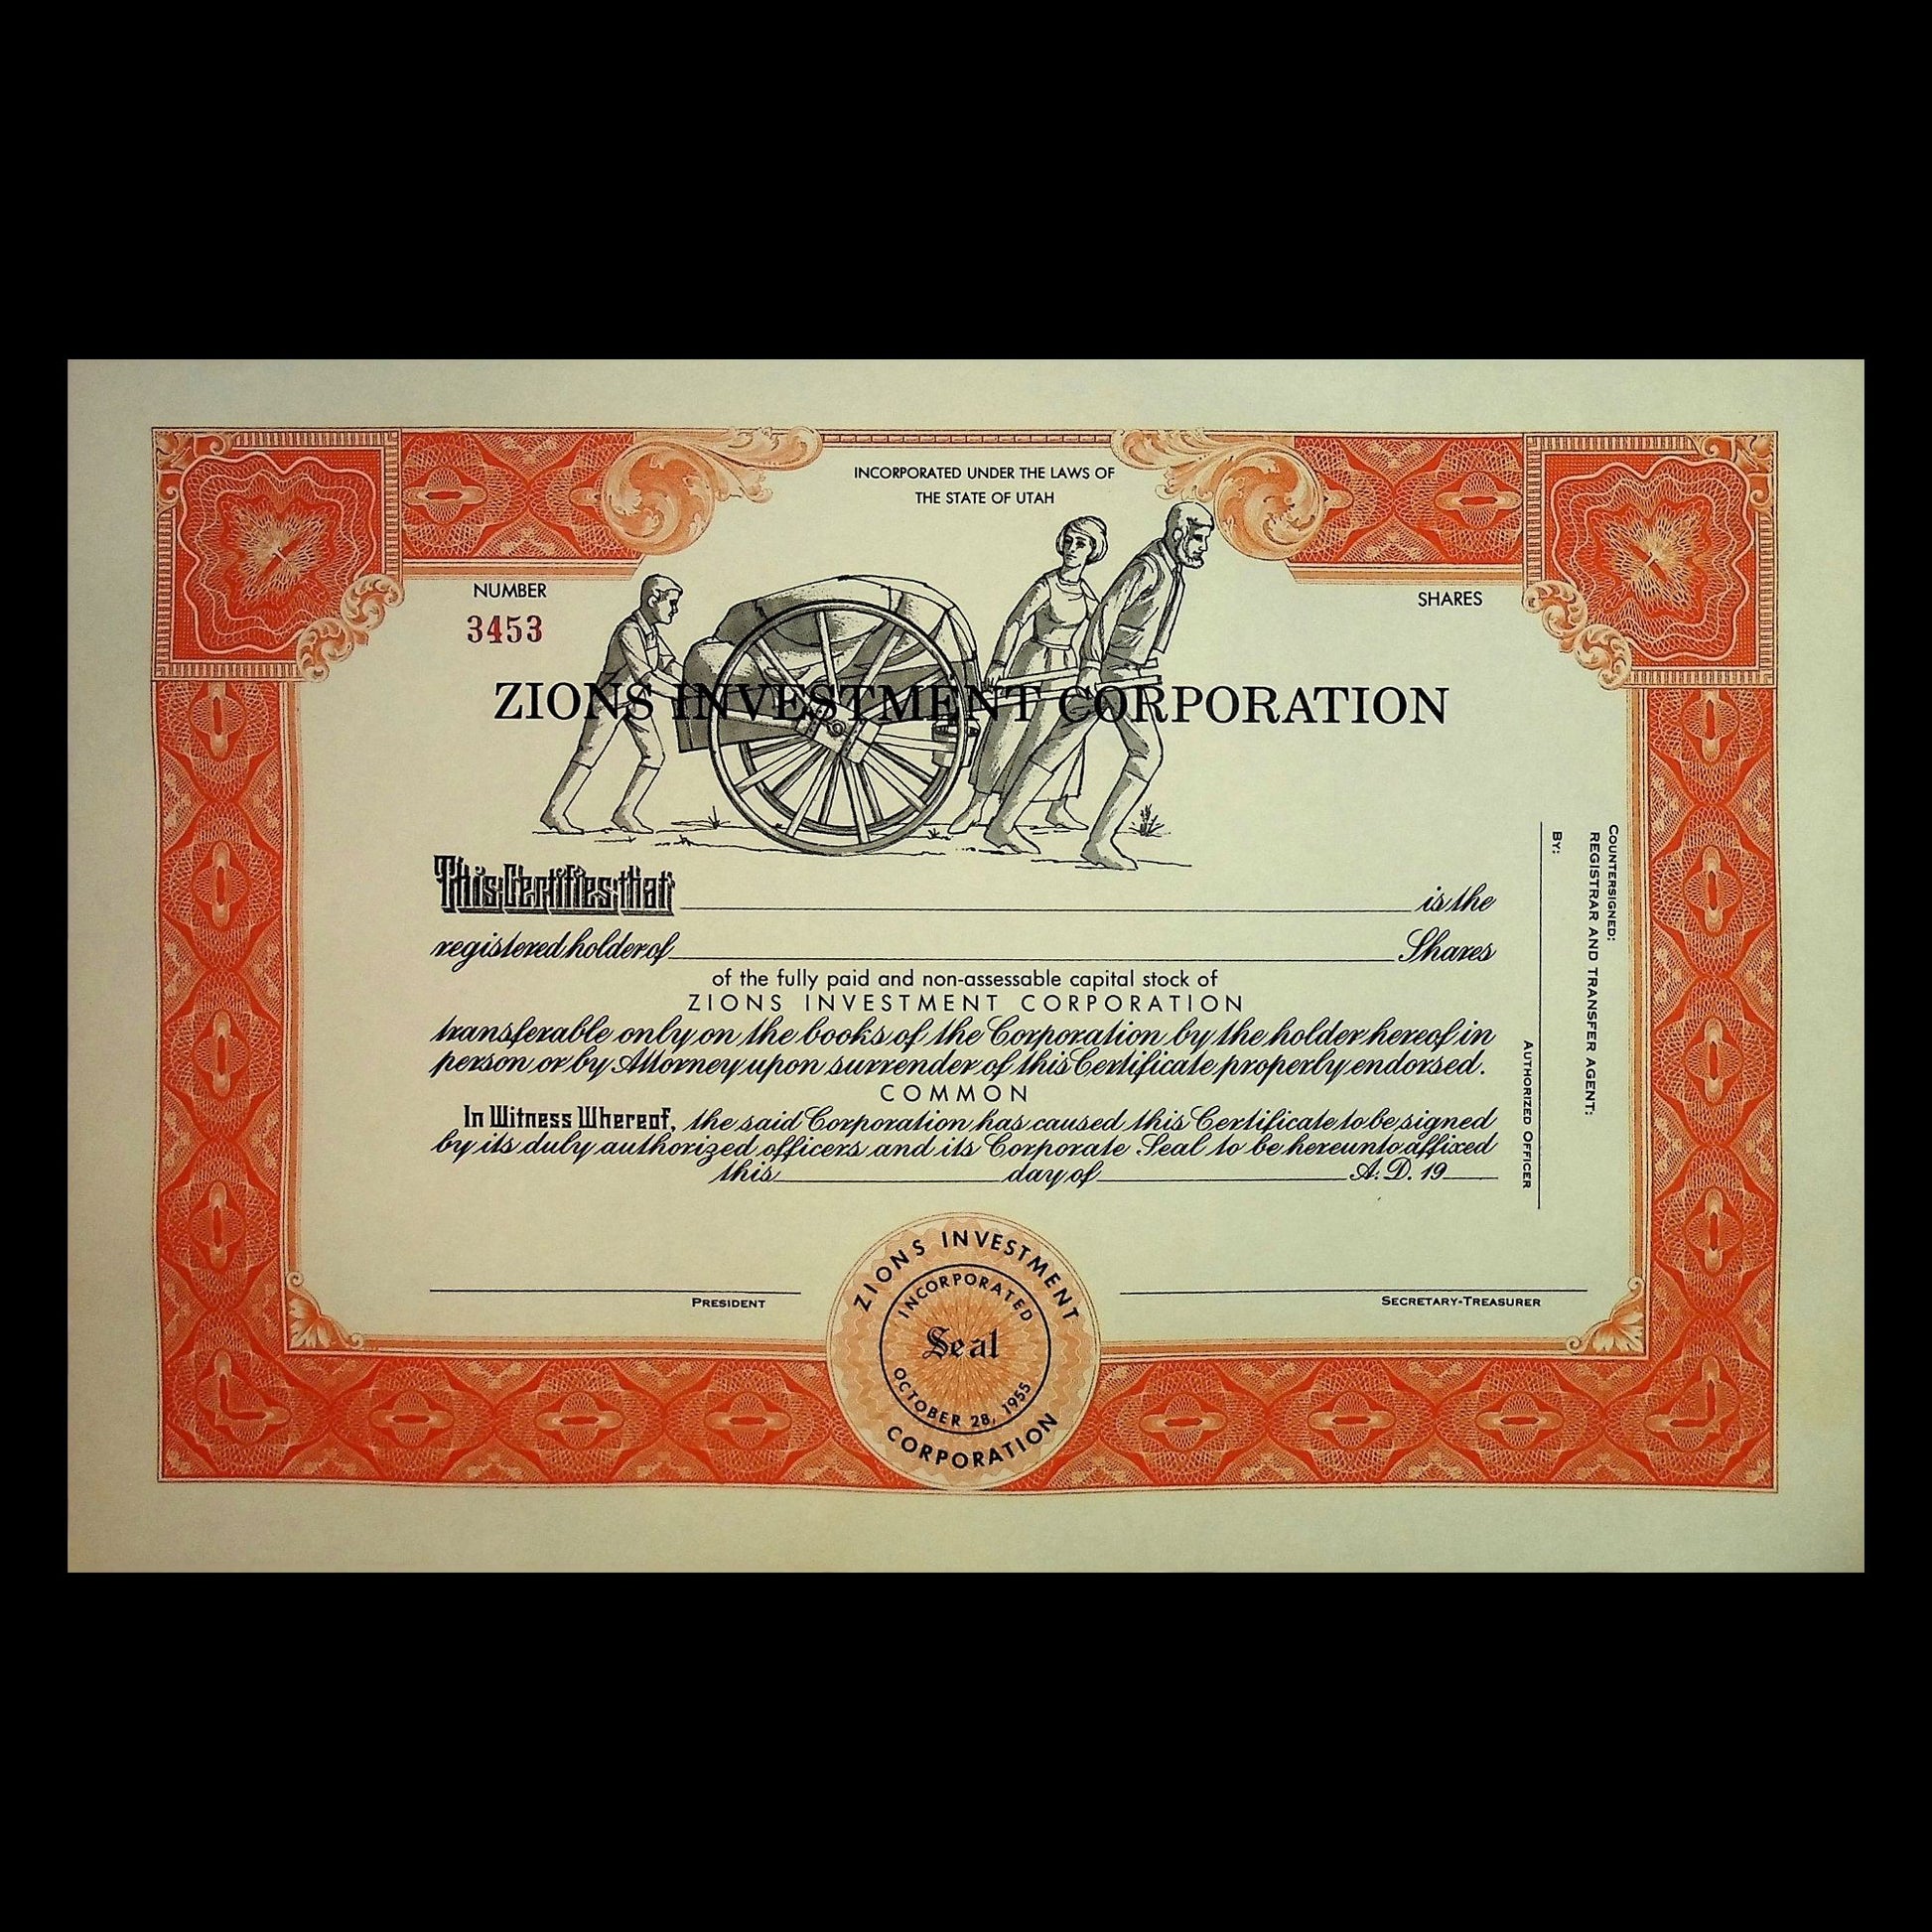 INCORPORATED UNDER THE LAWS OF
THE STATE OF UTAH
NUMBER
3453
SHARES
ZIONS INVESTMENT CORPORATION
This Certifies that is the
registered holder of Shares
of the fully paid and non-assessable capital stock of
ZIONS INVESTMENT CORPORATION
transferable only on the books of the Corporation by the holder hereof in
person or by Attorney upon surrender of this Certificate properly endorsed.
COMMON
In Witness Whereof, the said Corporation has caused this Certificate to be signed
by its duly authorized officers and its Corporate Seal to be hereunto affixed
this day of A.D. 19
COUNTERSIGNED:
REGISTRAR AND TRANSFER AGENT:
BY:
AUTHORIZED OFFICER
PRESIDENT
SECRETARY-TREASURER
ZIONS INVESTMENT
INCORPORATED
Seal
OCTOBER 28, 1955
CORPORATION